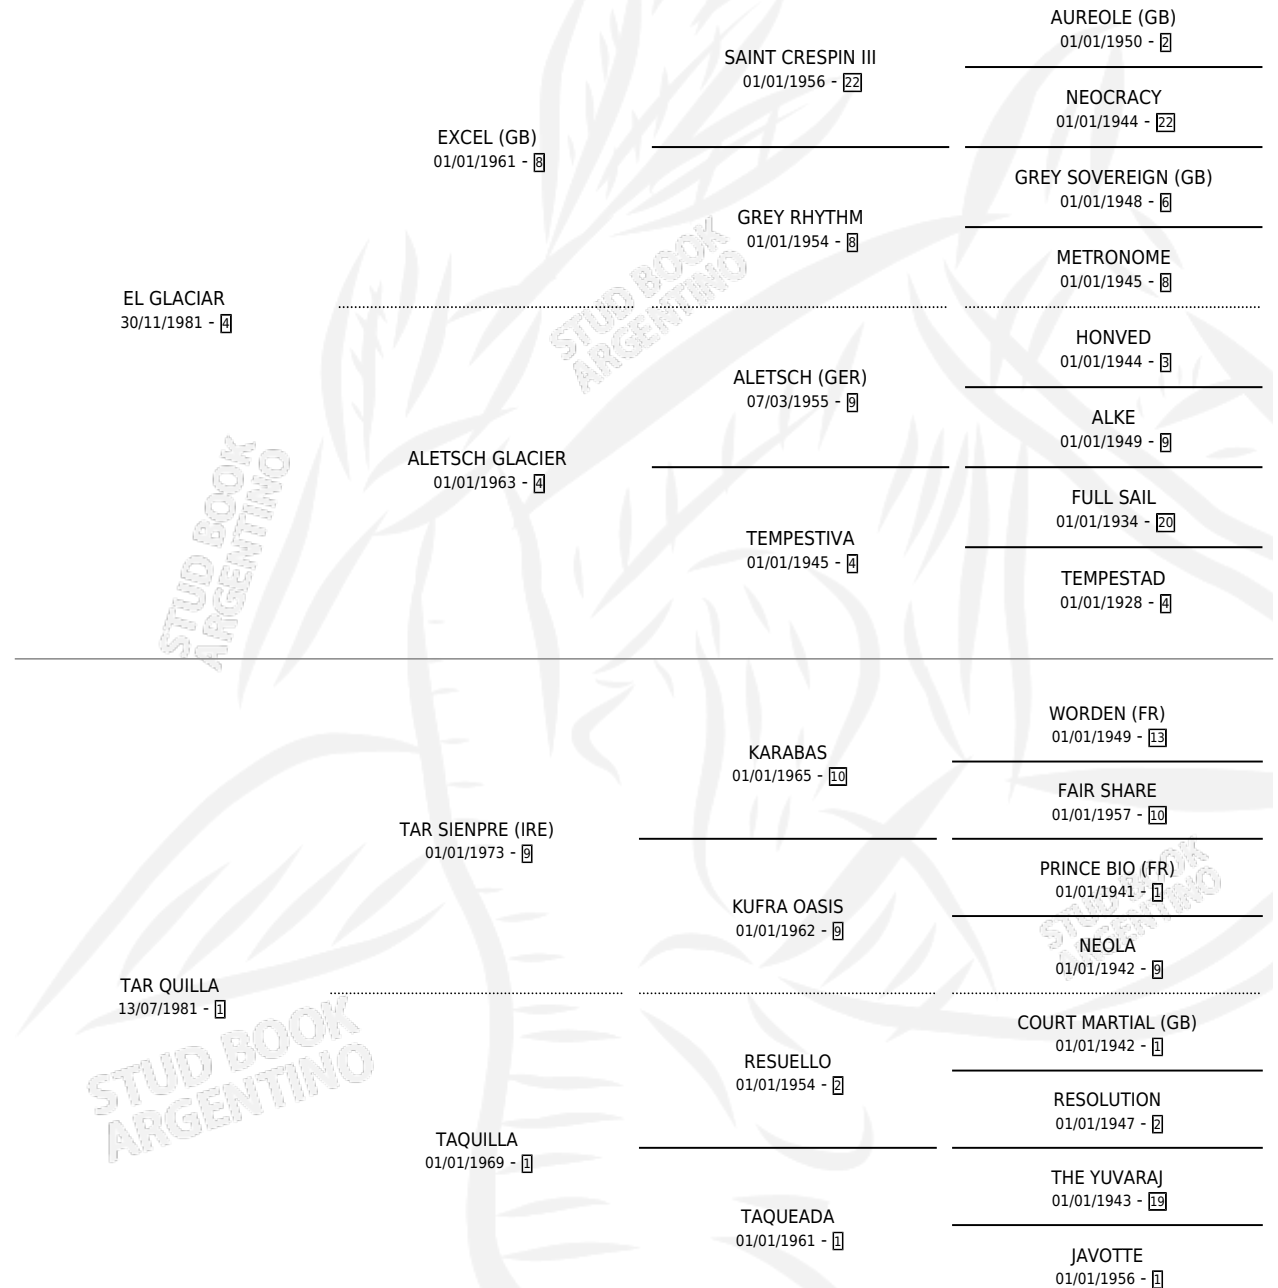 AUREOLE (GB)
01/01/1950 - 2
SAINT CRESPIN III
01/01/1956 - 22
NEOCRACY
01/01/1944 - 22
EXCEL (GB)
01/01/1961 - 8
GREY SOVEREIGN (GB)
01/01/1948 - 6
GREY RHYTHM
01/01/1954 - 8
METRONOME
01/01/1945 - 8
EL GLACIAR
30/11/1981 - 4
HONVED
01/01/1944 - 3
ALETSCH (GER)
07/03/1955 - 9
ALKE
01/01/1949 - 9
ALETSCH GLACIER
01/01/1963 - 4
FULL SAIL
01/01/1934 - 20
TEMPESTIVA
01/01/1945 - 4
TEMPESTAD
01/01/1928 - 4
STUD BOOK
ARGENTINO
STUD BOOK
ARGENTINO
WORDEN (FR)
01/01/1949 - 13
KARABAS
01/01/1965 - 10
FAIR SHARE
01/01/1957 - 10
TAR SIENPRE (IRE)
01/01/1973 - 9
PRINCE BIO (FR)
01/01/1941 - 1
KUFRA OASIS
01/01/1962 - 9
NEOLA
01/01/1942 - 9
TAR QUILLA
13/07/1981 - 1
COURT MARTIAL (GB)
01/01/1942 - 1
RESUELLO
01/01/1954 - 2
RESOLUTION
01/01/1947 - 2
TAQUILLA
01/01/1969 - 1
THE YUVARAJ
01/01/1943 - 19
TAQUEADA
01/01/1961 - 1
JAVOTTE
01/01/1956 - 1
STUD BOOK
ARGENTINO
STUD BOOK
ARGENTINO